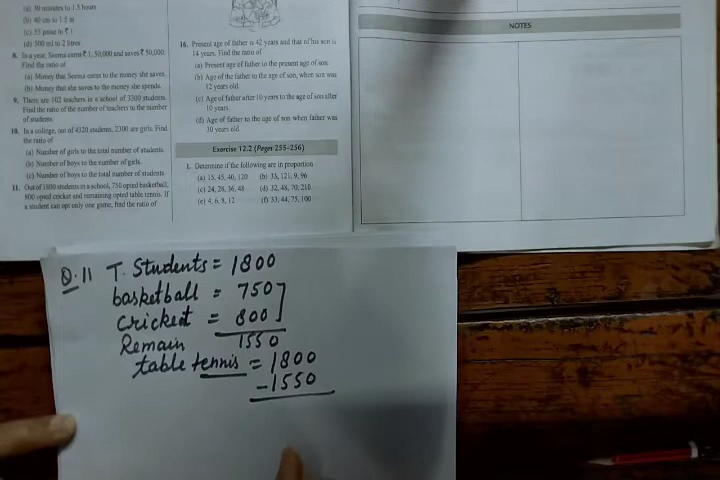 (a) 30 minutes to 1.5 hours
(b) 40 cm to 1.5 m
(c) 55 paise to ₹ 1
(d) 500 ml to 2 litres
8. In a year, Seema earns ₹ 1,50,000 and saves ₹ 50,000.
Find the ratio of
(a) Money that Seema earns to the money she saves.
(b) Money that she saves to the money she spends.
9. There are 102 teachers in a school of 3300 students.
Find the ratio of the number of teachers to the number
of students.
10. In a college, out of 4320 students, 2300 are girls. Find
the ratio of
(a) Number of girls to the total number of students.
(b) Number of boys to the number of girls.
(c) Number of boys to the total number of students.
11. Out of 1800 students in a school, 750 opted basketball,
800 opted cricket and remaining opted table tennis. If
a student can opt only one game, find the ratio of
16. Present age of father is 42 years and that of his son is
14 years. Find the ratio of
(a) Present age of father to the present age of son.
(b) Age of the father to the age of son, when son was
12 years old.
(c) Age of father after 10 years to the age of son after
10 years.
(d) Age of father to the age of son when father was
30 years old.
Exercise 12.2 (Pages 255–256)
1. Determine if the following are in proportion
(a) 15, 45, 40, 120 (b) 33, 121, 9, 96
(c) 24, 28, 36, 48 (d) 32, 48, 70, 210
(e) 4, 6, 8, 12 (f) 33, 44, 75, 100
NOTES
Q.11 T. Students = 1800
basketball = 750
cricket = 800
1550
Remain
table tennis = 1800
-1550